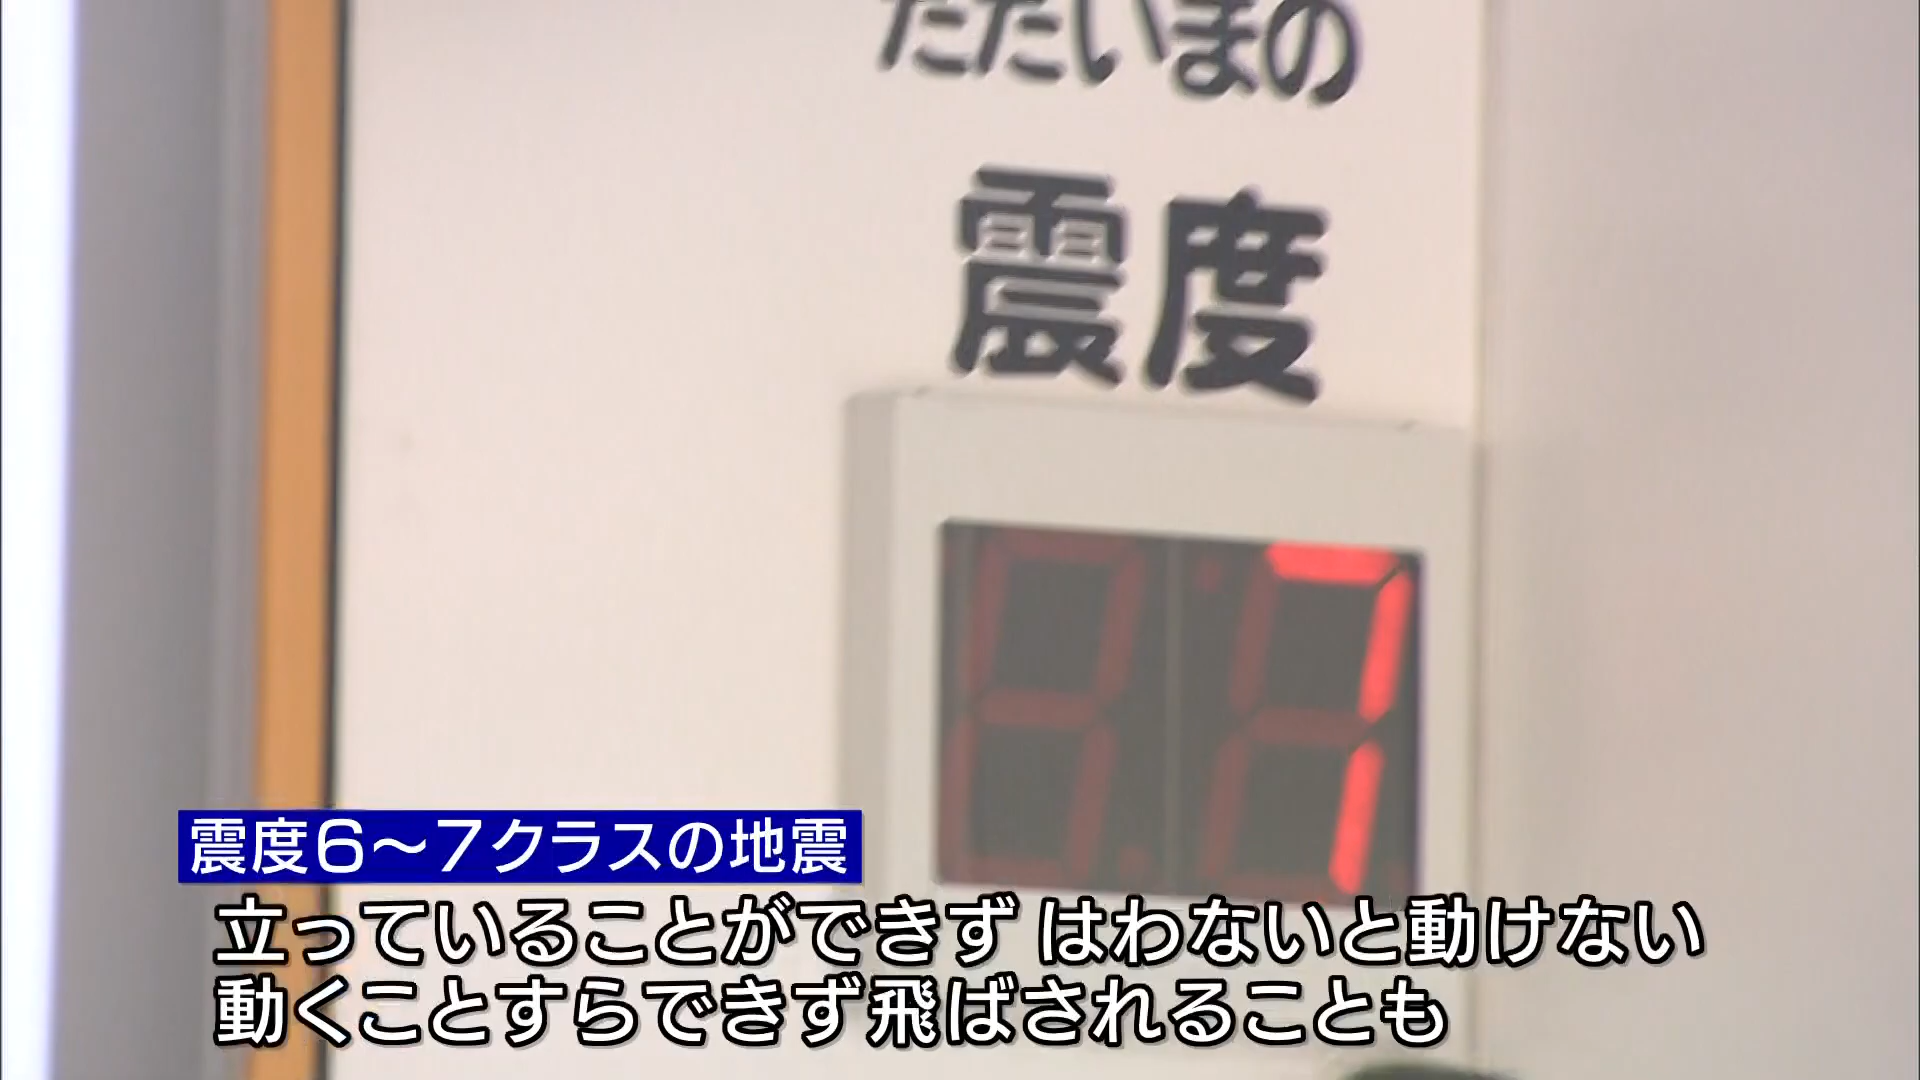 ただいまの
震度
7
震度6～7クラスの地震
立っていることができず はわないと動けない
動くことすらできず飛ばされることも